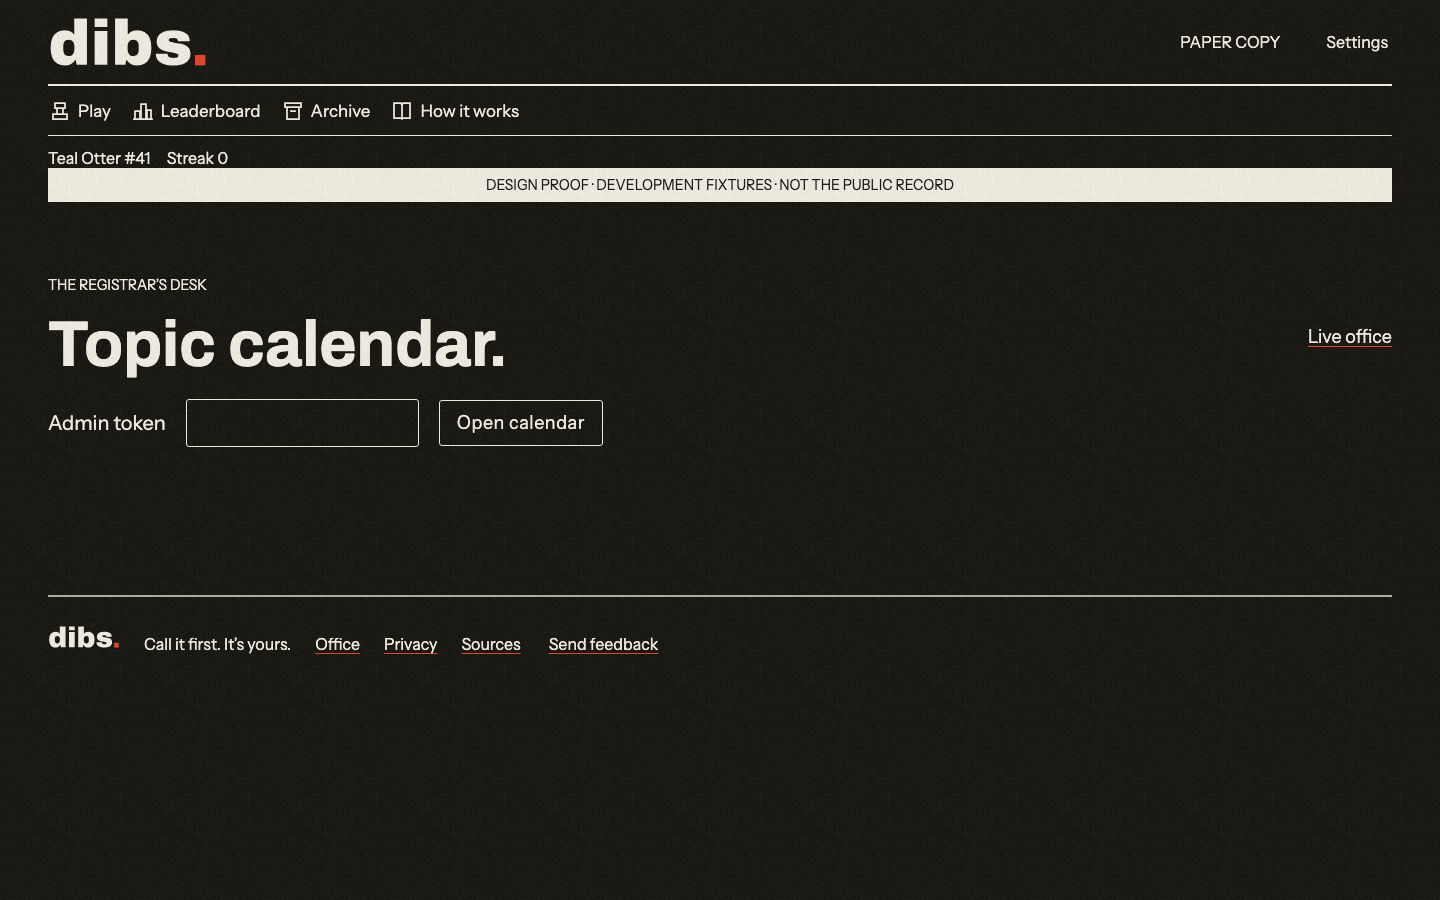 dibs.
PAPER COPY Settings
Play Leaderboard Archive How it works
Teal Otter #41 Streak 0
DESIGN PROOF · DEVELOPMENT FIXTURES · NOT THE PUBLIC RECORD
THE REGISTRAR'S DESK
Topic calendar.
Live office
Admin token Open calendar
dibs. Call it first. It's yours. Office Privacy Sources Send feedback